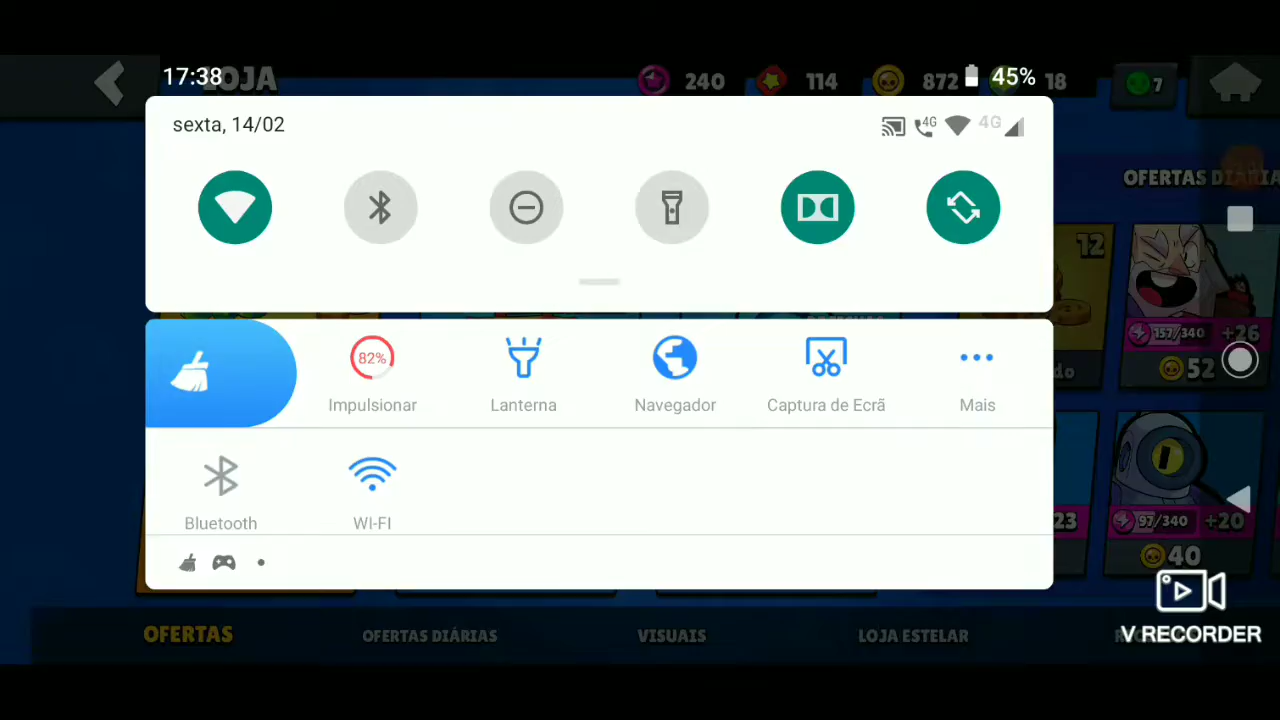 17:38
LOJA
240
114
872
45%
18
7
sexta, 14/02
4G
4G
OFERTAS DIÁRIA
12
82%
Impulsionar
Lanterna
Navegador
Captura de Ecrã
Mais
157/340 +26
do
52
Bluetooth
WI-FI
23
97/340 +20
40
OFERTAS
OFERTAS DIÁRIAS
VISUAIS
LOJA ESTELAR
V RECORDER